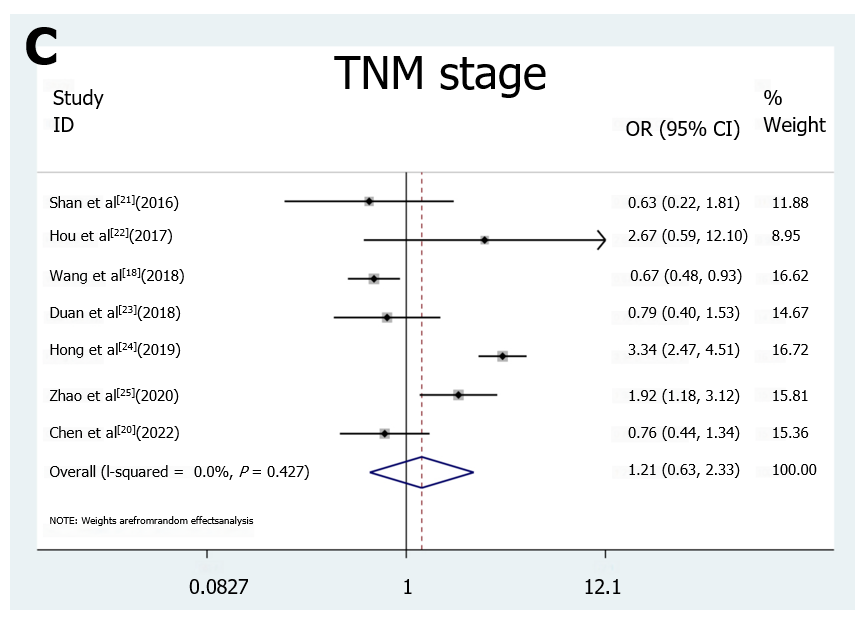 C
TNM stage
Study
ID
OR (95% CI)
%
Weight
Shan et al[21](2016) 0.63 (0.22, 1.81) 11.88
Hou et al[22](2017) 2.67 (0.59, 12.10) 8.95
Wang et al[18](2018) 0.67 (0.48, 0.93) 16.62
Duan et al[23](2018) 0.79 (0.40, 1.53) 14.67
Hong et al[24](2019) 3.34 (2.47, 4.51) 16.72
Zhao et al[25](2020) 1.92 (1.18, 3.12) 15.81
Chen et al[20](2022) 0.76 (0.44, 1.34) 15.36
Overall (l-squared = 0.0%, P = 0.427) 1.21 (0.63, 2.33) 100.00
NOTE: Weights arefromrandom effectsanalysis
0.0827 1 12.1